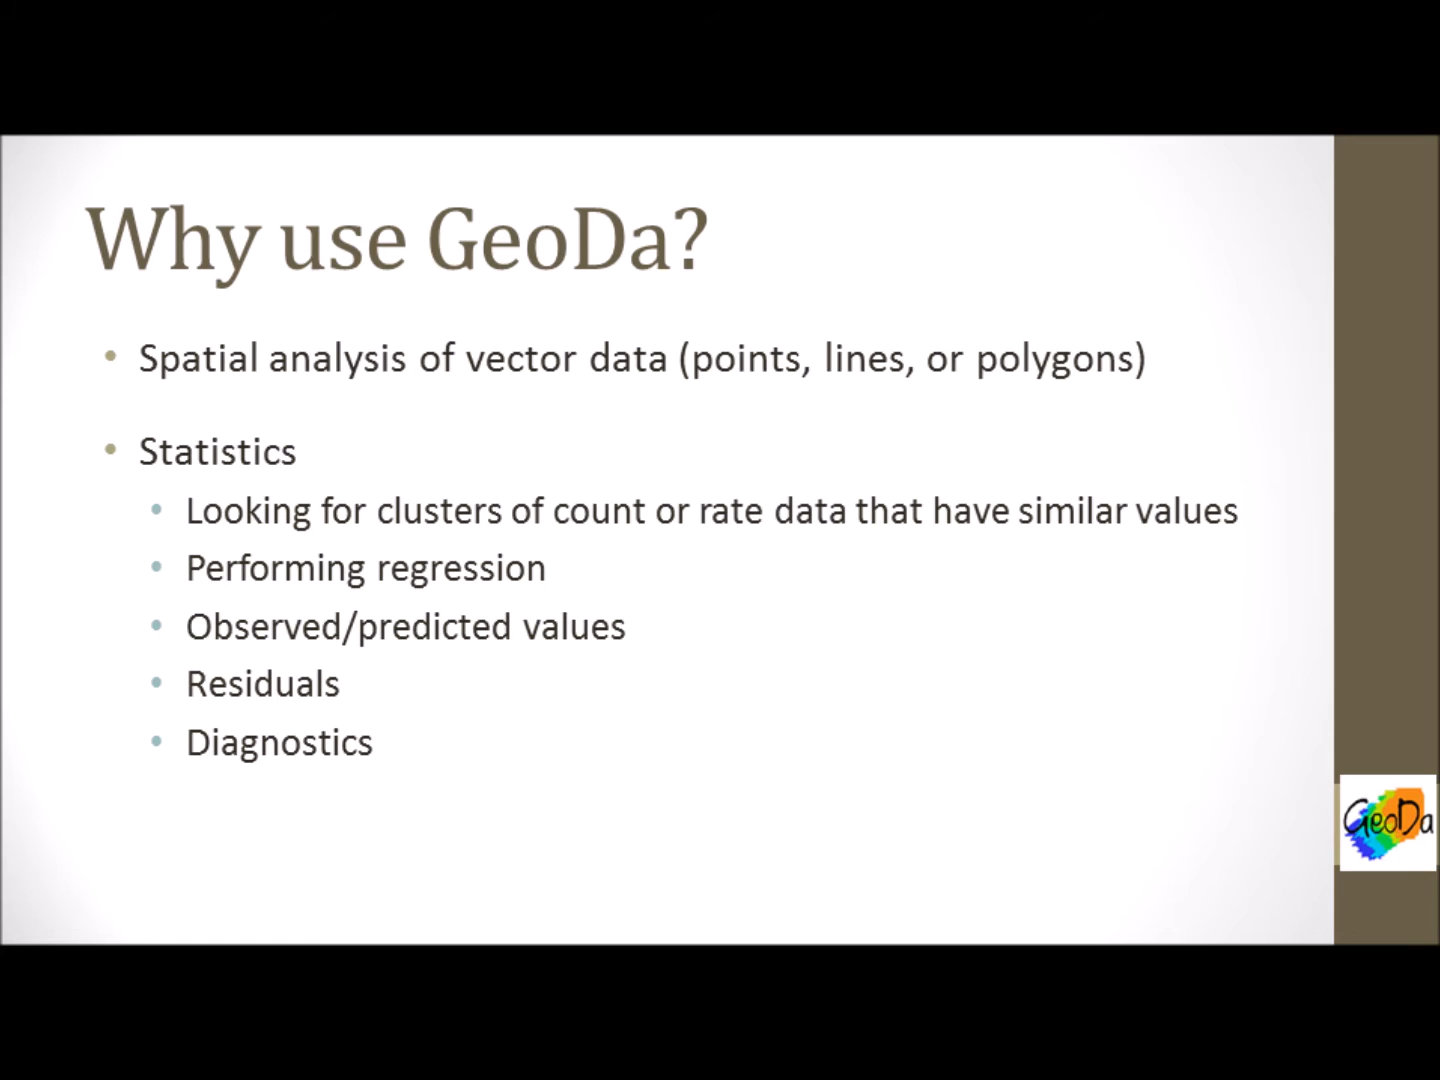 Why use GeoDa?
• Spatial analysis of vector data (points, lines, or polygons)
• Statistics
• Looking for clusters of count or rate data that have similar values
• Performing regression
• Observed/predicted values
• Residuals
• Diagnostics
GeoDa